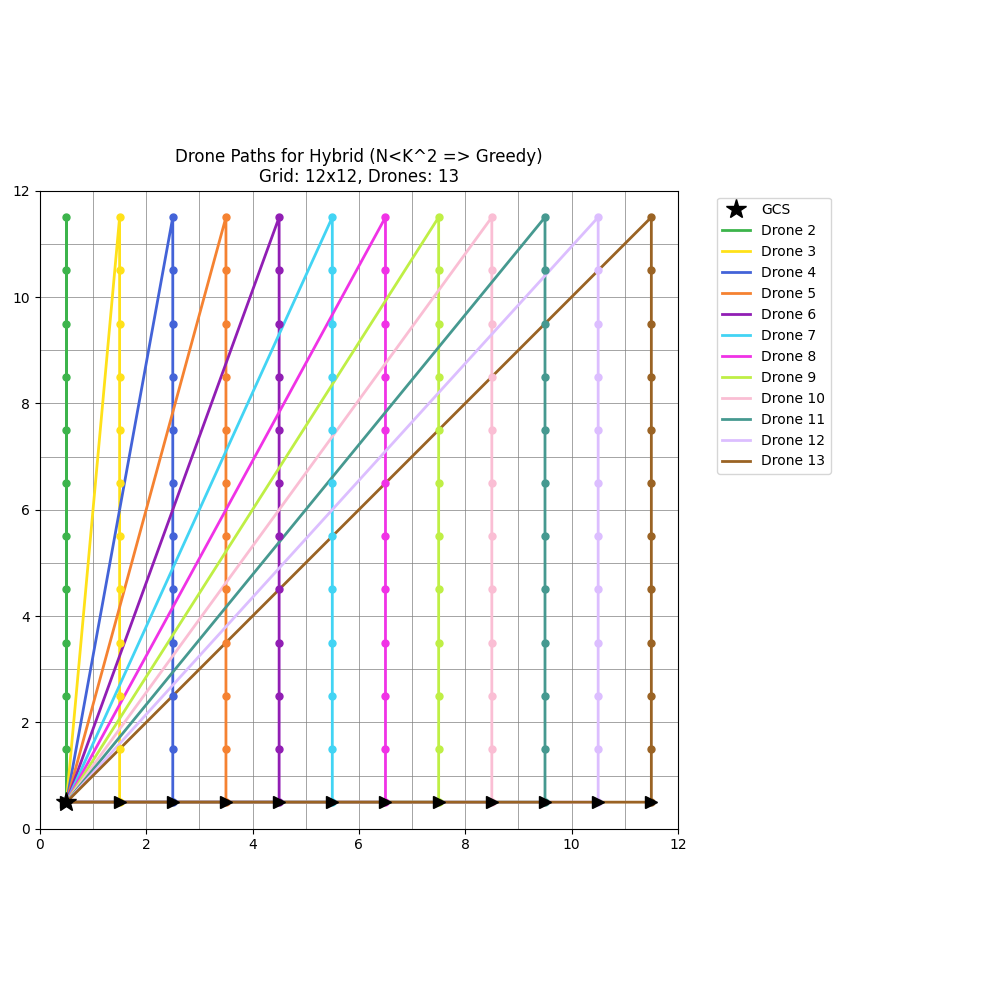 Drone Paths for Hybrid (N<K^2 => Greedy)
Grid: 12x12, Drones: 13
12
10
8
6
4
2
0
0 2 4 6 8 10 12
GCS
Drone 2
Drone 3
Drone 4
Drone 5
Drone 6
Drone 7
Drone 8
Drone 9
Drone 10
Drone 11
Drone 12
Drone 13